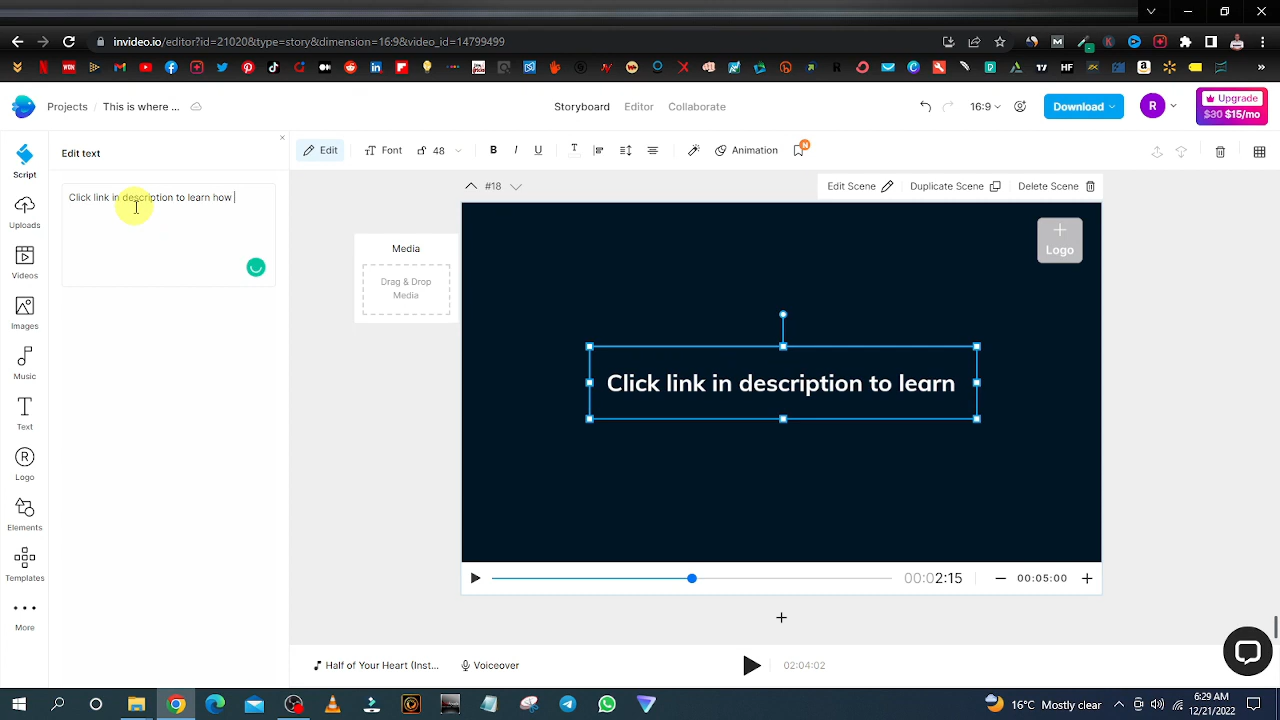 invideo.io/editor?id=21020&type=story&dimension=16:9&video_id=14799499
Projects / This is where ...
Storyboard Editor Collaborate
16:9
Download
R
Upgrade
$30 $15/mo
Script
Uploads
Videos
Images
Music
Text
Logo
Elements
Templates
More
Edit text
Click link in description to learn how
Edit Font 48 B I U T Animation N
#18
Edit Scene Duplicate Scene Delete Scene
Media
Drag & Drop
Media
+
Logo
Click link in description to learn
00:02:15 00:05:00
Half of Your Heart (Inst... Voiceover 02:04:02
16°C Mostly clear
6:29 AM
12/21/2022